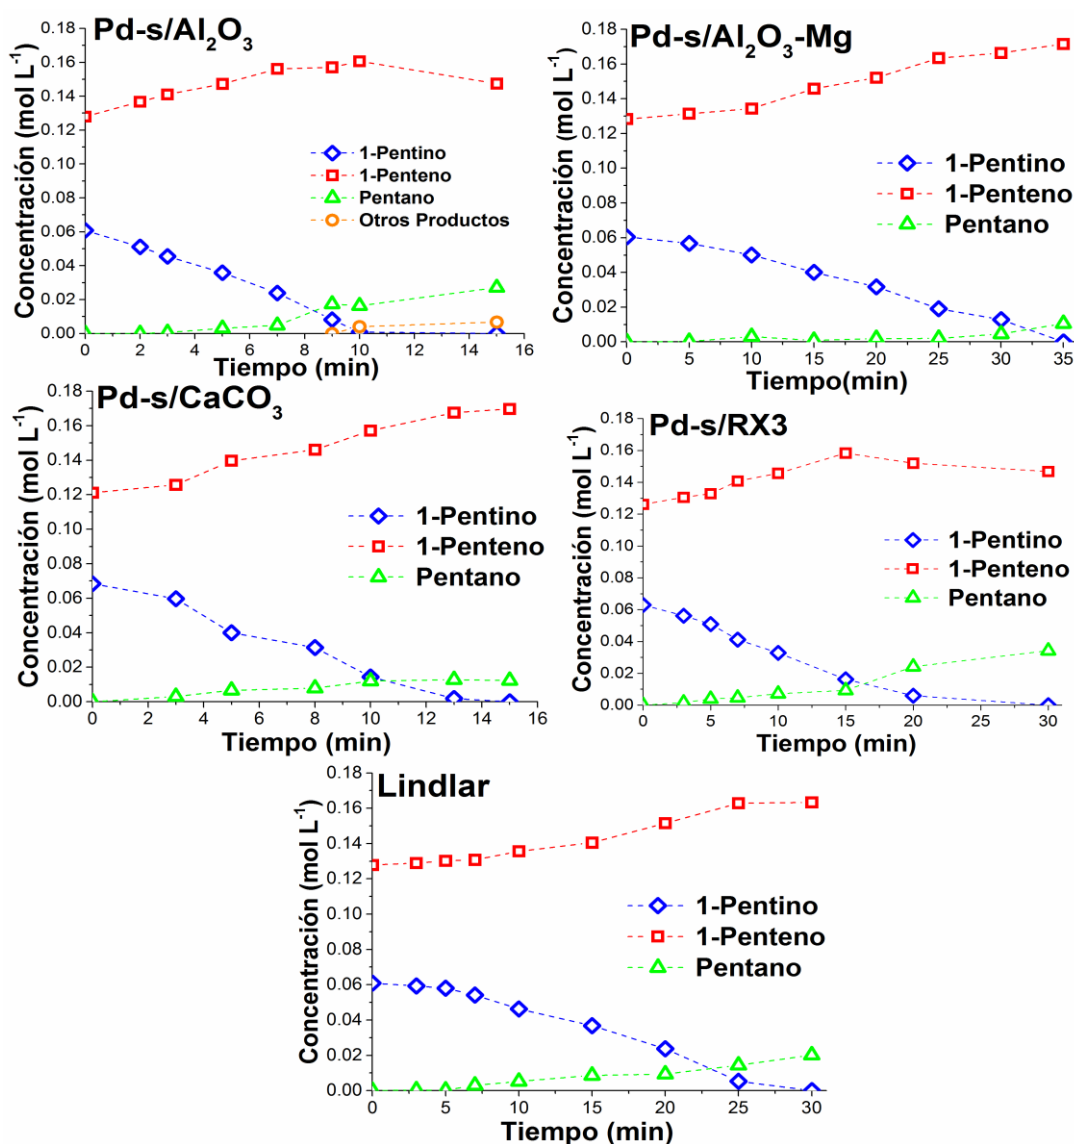 Pd-s/Al₂O₃
Concentración (mol L⁻¹)
0.18
0.16
0.14
0.12
0.10
0.08
0.06
0.04
0.02
0.00
1-Pentino
1-Penteno
Pentano
Otros Productos
0 2 4 6 8 10 12 14 16
Tiempo (min)
Pd-s/Al₂O₃-Mg
Concentración (mol L⁻¹)
0.18
0.16
0.14
0.12
0.10
0.08
0.06
0.04
0.02
0.00
1-Pentino
1-Penteno
Pentano
0 5 10 15 20 25 30 35
Tiempo(min)
Pd-s/CaCO₃
Concentración (mol L⁻¹)
0.18
0.16
0.14
0.12
0.10
0.08
0.06
0.04
0.02
0.00
1-Pentino
1-Penteno
Pentano
0 2 4 6 8 10 12 14 16
Tiempo (min)
Pd-s/RX3
Concentración (mol L⁻¹)
0.18
0.16
0.14
0.12
0.10
0.08
0.06
0.04
0.02
0.00
1-Pentino
1-Penteno
Pentano
0 5 10 15 20 25 30
Tiempo (min)
Lindlar
Concentración (mol L⁻¹)
0.18
0.16
0.14
0.12
0.10
0.08
0.06
0.04
0.02
0.00
1-Pentino
1-Penteno
Pentano
0 5 10 15 20 25 30
Tiempo (min)